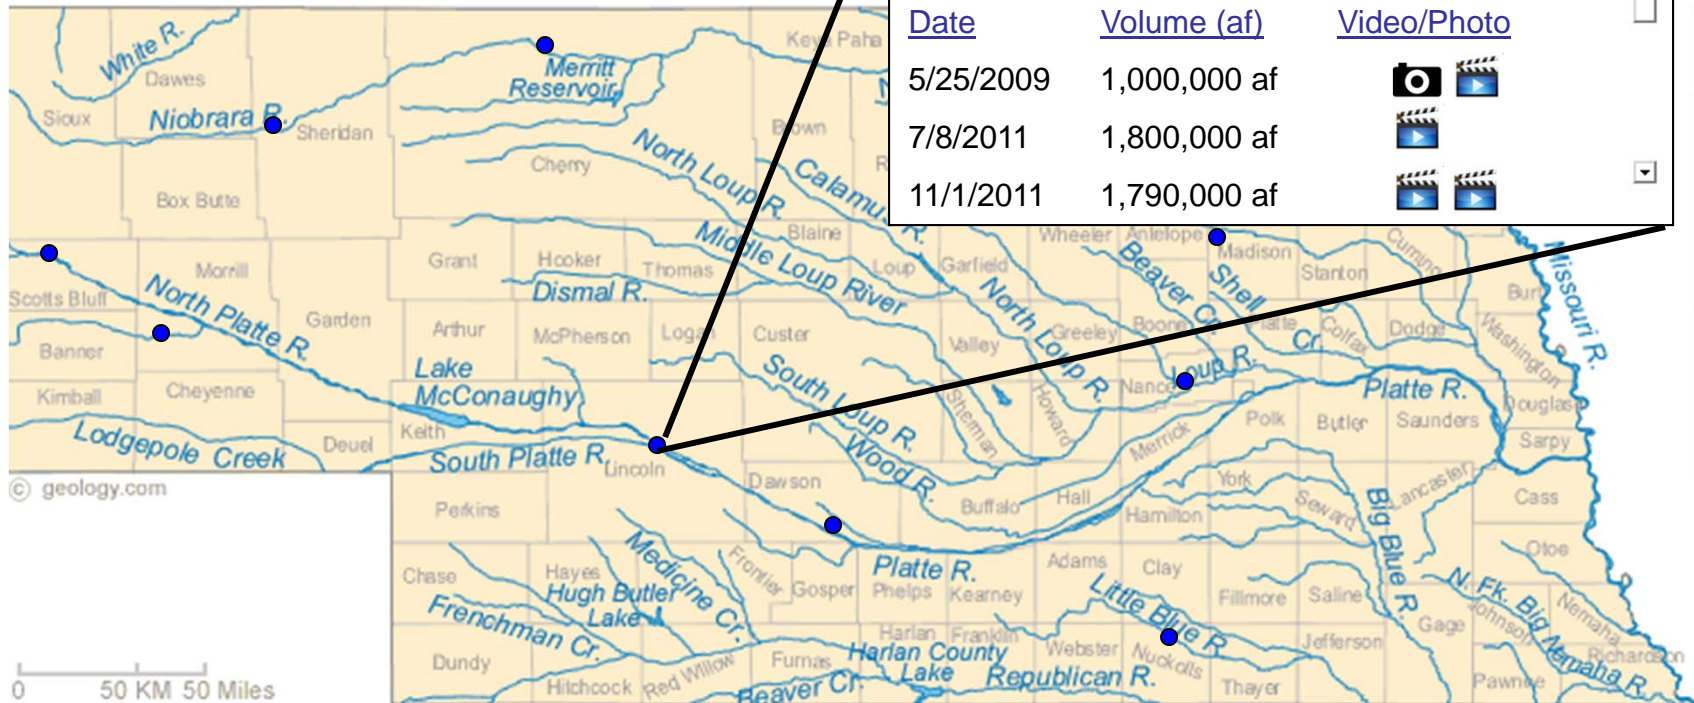 Date Volume (af) Video/Photo
5/25/2009 1,000,000 af
7/8/2011 1,800,000 af
11/1/2011 1,790,000 af
White R.
Dawes
Keya Paha
Merritt
Reservoir
Sioux
Niobrara R.
Sheridan
Brown
Cherry
North Loup R.
Calamus R.
Box Butte
Blaine
Wheeler
Antelope
Madison
Cuming
Stanton
Missouri R.
Burt
Middle Loup River
Grant
Hooker
Thomas
Loup
Garfield
Beaver Cr.
Shell
Cr.
Morrill
Scotts Bluff
North Platte R.
Dismal R.
North Loup R.
Garden
Arthur
McPherson
Logan
Custer
Valley
Greeley
Boone
Platte
Colfax
Dodge
Washington
Banner
Lake
McConaughy
South Loup R.
Loup R.
Nance
Platte R.
Kimball
Cheyenne
Sherman
Howard
Douglas
Polk
Butler
Saunders
Sarpy
Lodgepole Creek
Deuel
Keith
South Platte R.
Lincoln
Wood R.
Merrick
© geology.com
Dawson
York
Seward
Lancaster
Cass
Perkins
Buffalo
Hall
Hamilton
Big Blue R.
Otoe
Medicine Cr.
Frontier
Chase
Hayes
Hugh Butler
Lake
Gosper
Platte R.
Phelps
Kearney
Adams
Clay
Little Blue R.
Fillmore
Saline
Gage
N. Fk. Big Nemaha R.
Johnson
Nemaha
Frenchman Cr.
Harlan
Franklin
Webster
Nuckolls
Jefferson
Richardson
Dundy
Hitchcock
Red Willow
Furnas
Harlan County
Lake
Republican R.
Beaver Cr.
Thayer
Pawnee
0 50 KM 50 Miles